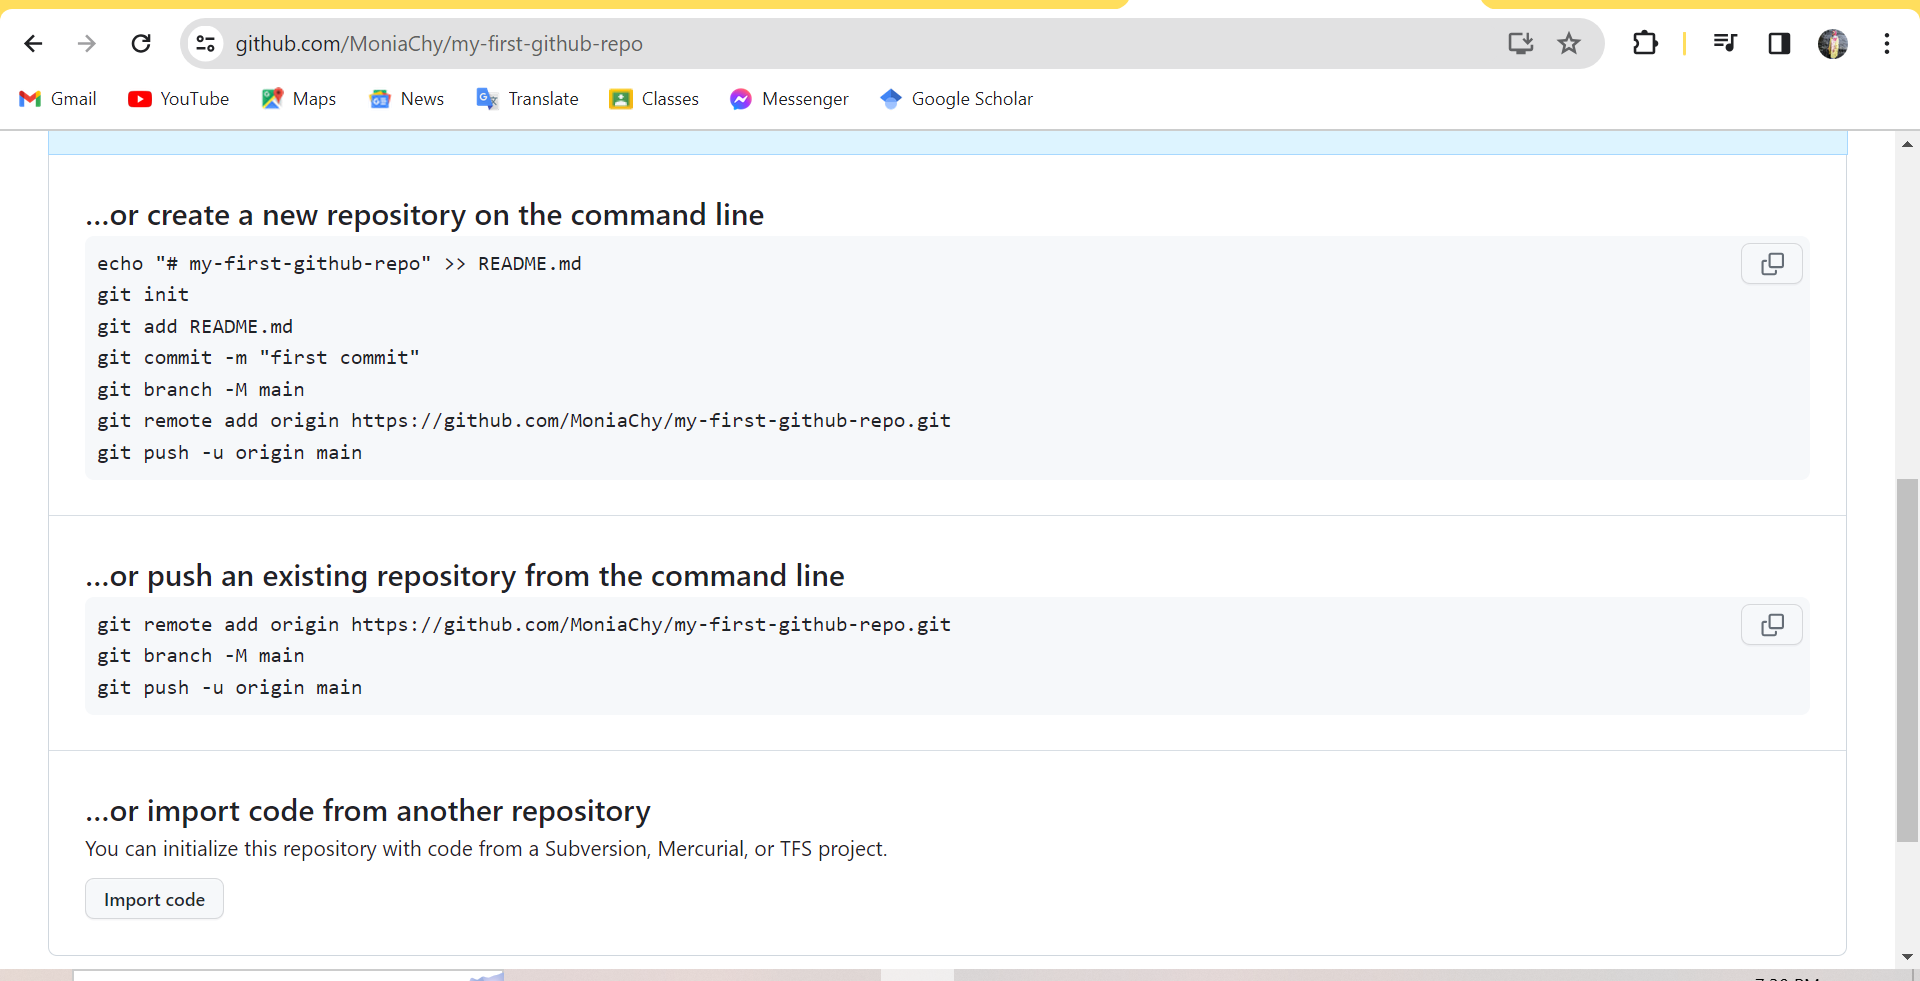 github.com/MoniaChy/my-first-github-repo
Gmail YouTube Maps News Translate Classes Messenger Google Scholar
...or create a new repository on the command line
echo "# my-first-github-repo" >> README.md
git init
git add README.md
git commit -m "first commit"
git branch -M main
git remote add origin https://github.com/MoniaChy/my-first-github-repo.git
git push -u origin main
...or push an existing repository from the command line
git remote add origin https://github.com/MoniaChy/my-first-github-repo.git
git branch -M main
git push -u origin main
...or import code from another repository
You can initialize this repository with code from a Subversion, Mercurial, or TFS project.
Import code